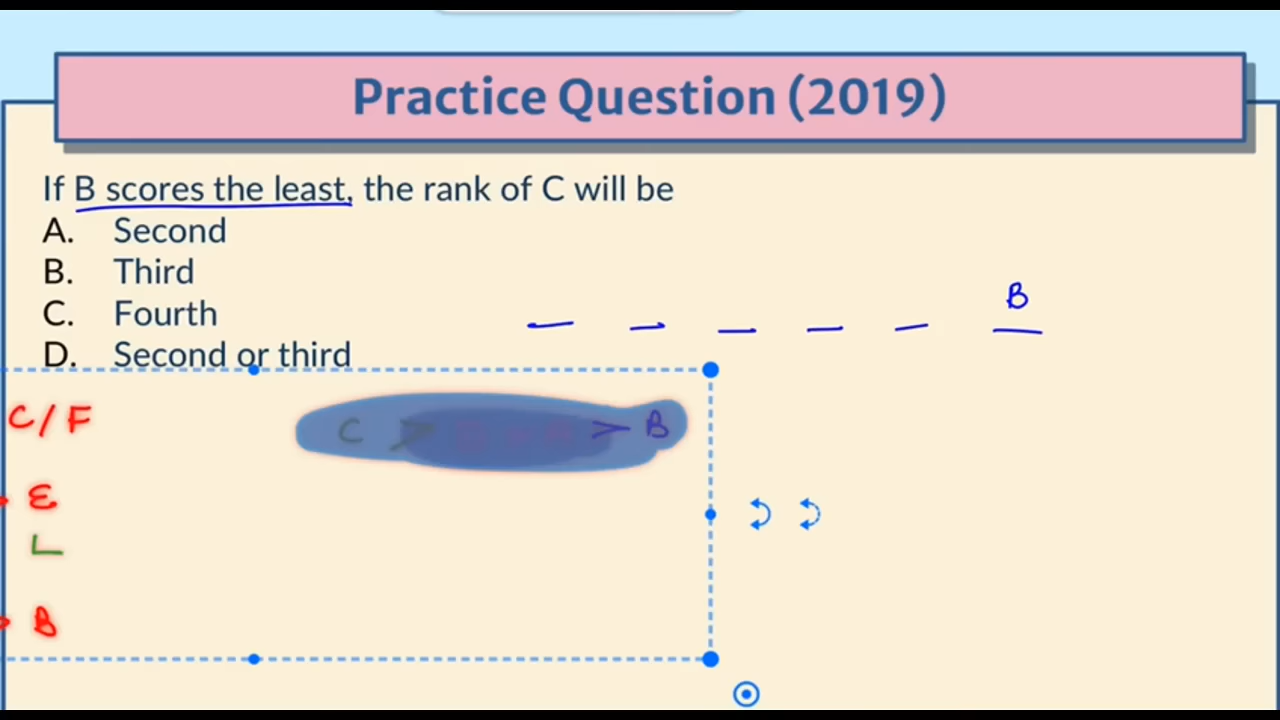 Practice Question (2019)
If B scores the least, the rank of C will be
A. Second
B. Third
C. Fourth
D. Second or third
B
C / F
C > > B
E
L
B